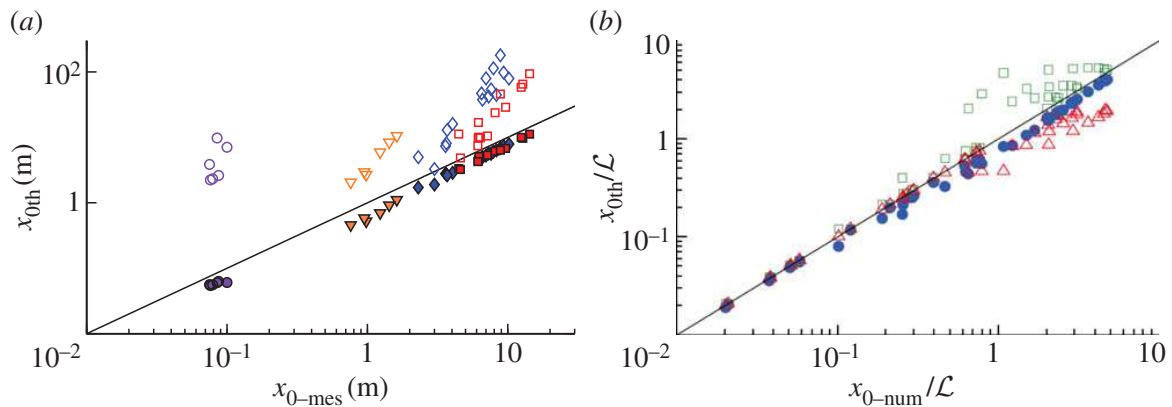 (a)
10²
1
10⁻²
x₀ₜₕ (m)
10⁻¹
1
10
x₀₋ₘₑₛ (m)
(b)
10
1
10⁻¹
10⁻²
x₀ₜₕ/ℒ
10⁻¹
1
10
x₀₋ₙᵤₘ/ℒ